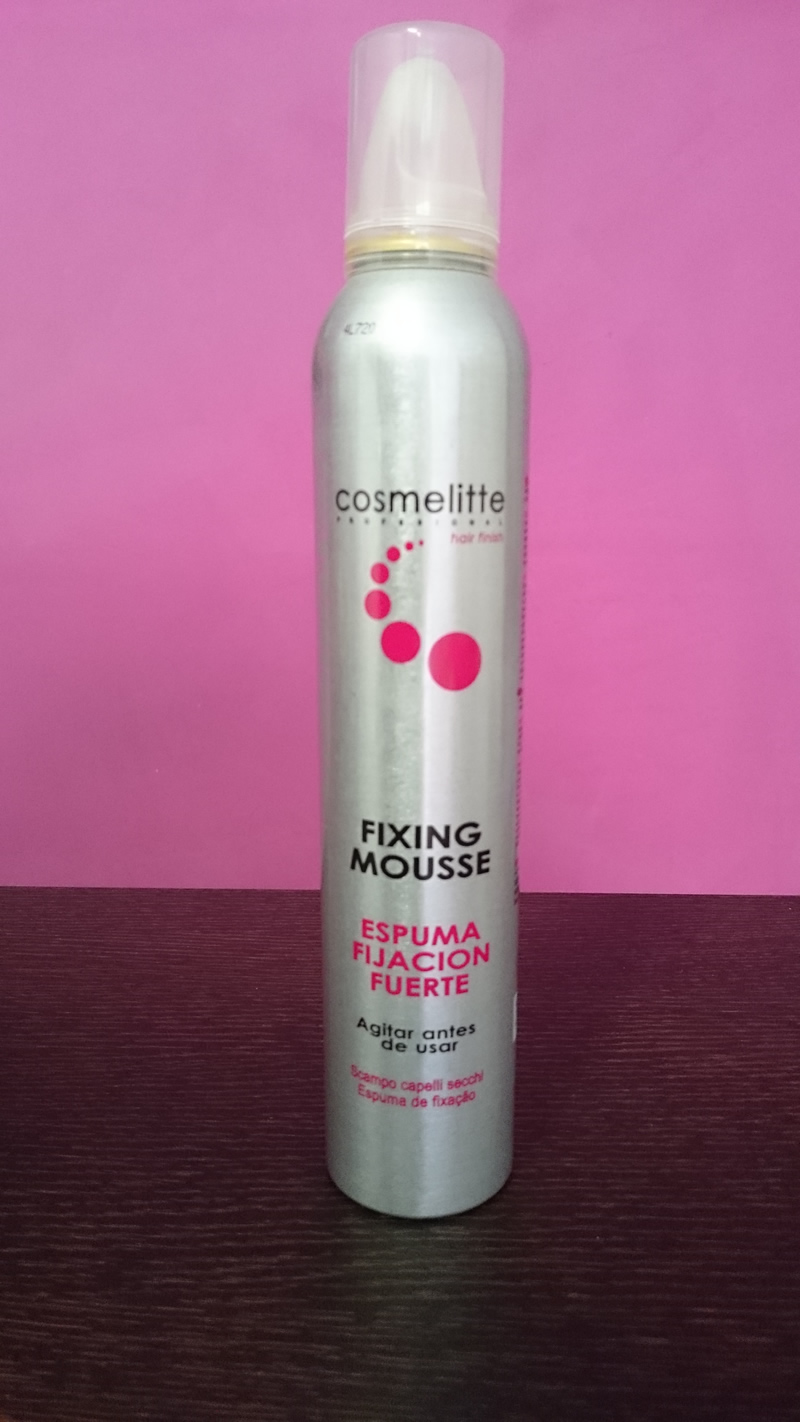 4L720
cosmelitte
PROFESSIONAL
hair finish
FIXING
MOUSSE
ESPUMA
FIJACION
FUERTE
Agitar antes
de usar
Scampo capelli secchi
Espuma de fixação